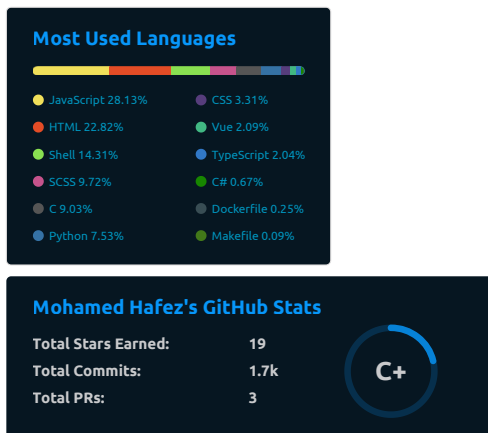 Most Used Languages
JavaScript 28.13%
HTML 22.82%
Shell 14.31%
SCSS 9.72%
C 9.03%
Python 7.53%
CSS 3.31%
Vue 2.09%
TypeScript 2.04%
C# 0.67%
Dockerfile 0.25%
Makefile 0.09%
Mohamed Hafez's GitHub Stats
Total Stars Earned: 19
Total Commits: 1.7k
Total PRs: 3
C+